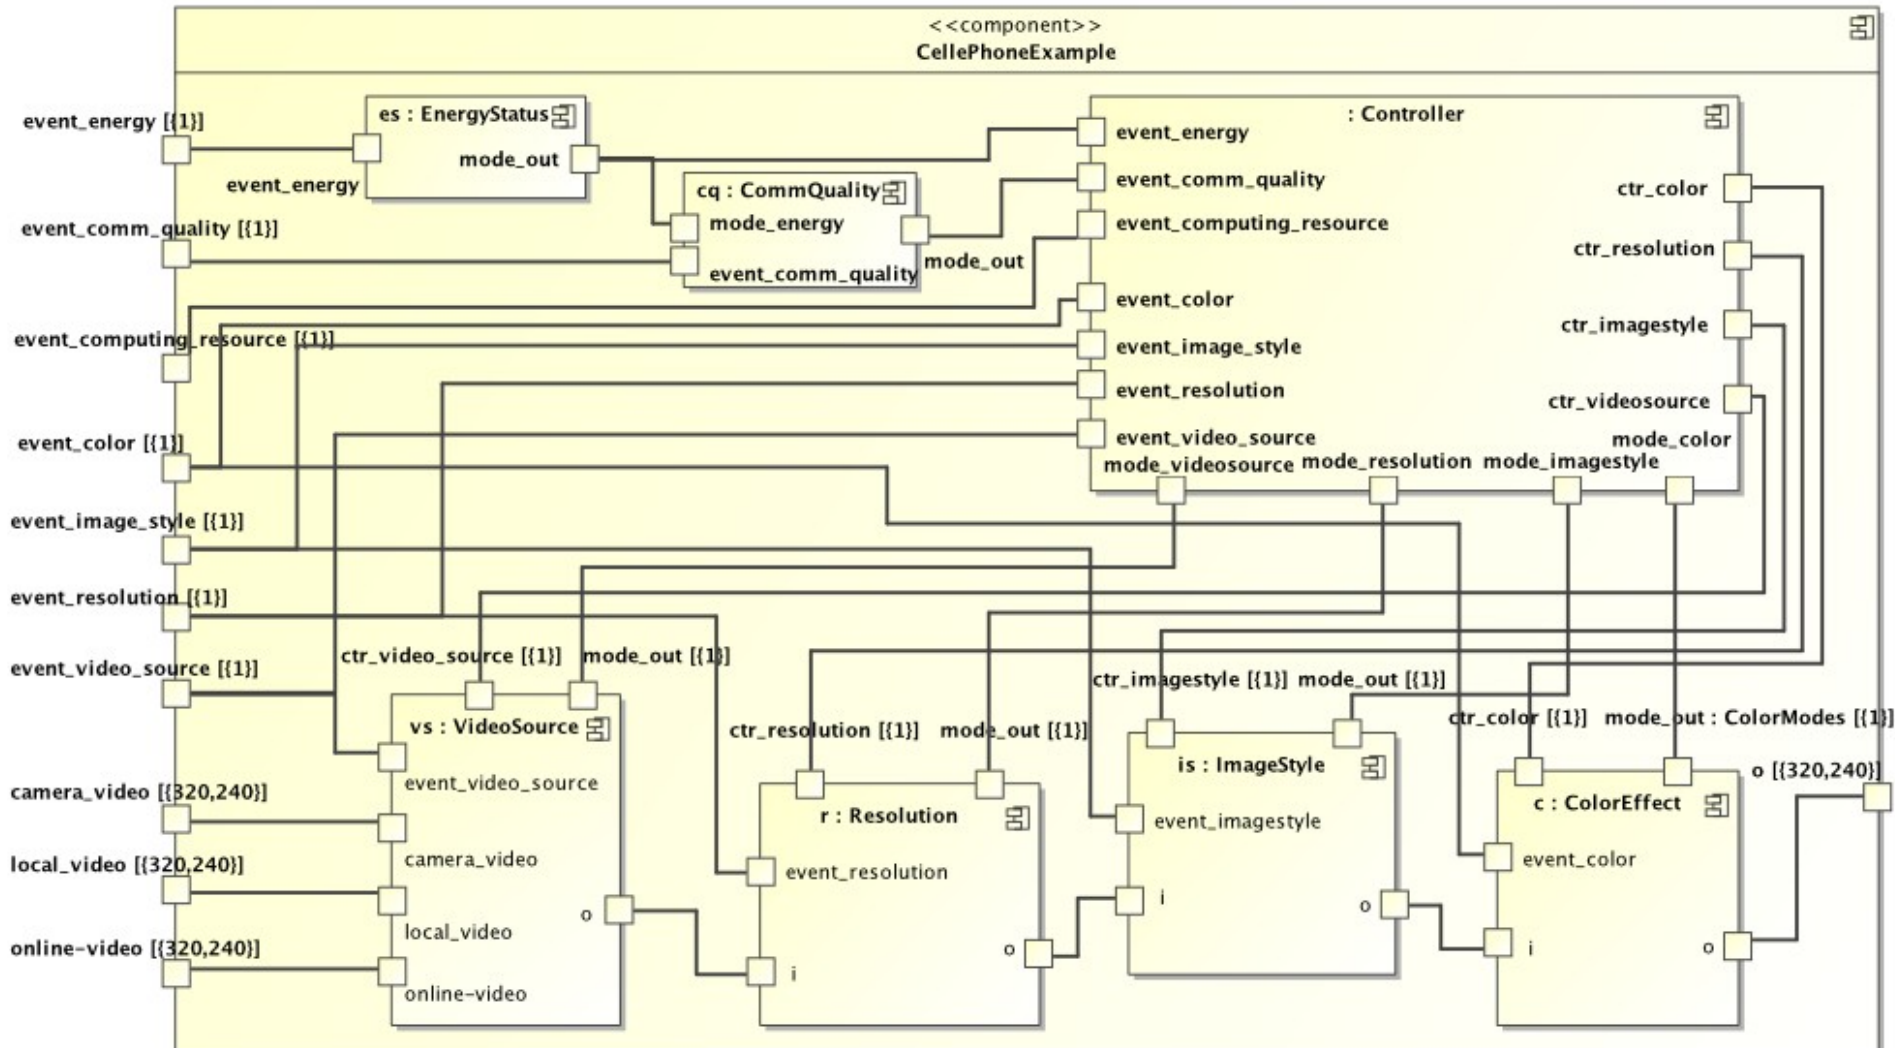 <<component>>
CellePhoneExample
event_energy [{1}]
es : EnergyStatus
mode_out
event_energy
event_comm_quality [{1}]
cq : CommQuality
mode_energy
event_comm_quality
mode_out
: Controller
event_energy
event_comm_quality
event_computing_resource
event_color
event_image_style
event_resolution
event_video_source
ctr_color
ctr_resolution
ctr_imagestyle
ctr_videosource
mode_color
mode_videosource
mode_resolution
mode_imagestyle
event_computing_resource [{1}]
event_color [{1}]
event_image_style [{1}]
event_resolution [{1}]
event_video_source [{1}]
camera_video [{320,240}]
local_video [{320,240}]
online-video [{320,240}]
ctr_video_source [{1}]
mode_out [{1}]
vs : VideoSource
event_video_source
camera_video
local_video
online-video
o
ctr_resolution [{1}]
mode_out [{1}]
r : Resolution
event_resolution
i
o
ctr_imagestyle [{1}]
mode_out [{1}]
is : ImageStyle
event_imagestyle
i
o
ctr_color [{1}]
mode_out : ColorModes [{1}]
c : ColorEffect
event_color
i
o
o [{320,240}]